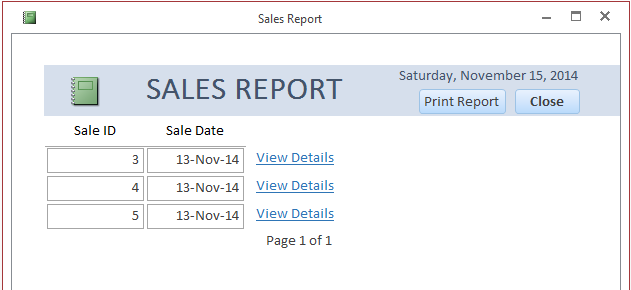 Sales Report
Saturday, November 15, 2014
SALES REPORT
Print Report Close
Sale ID Sale Date
3 13-Nov-14 View Details
4 13-Nov-14 View Details
5 13-Nov-14 View Details
Page 1 of 1